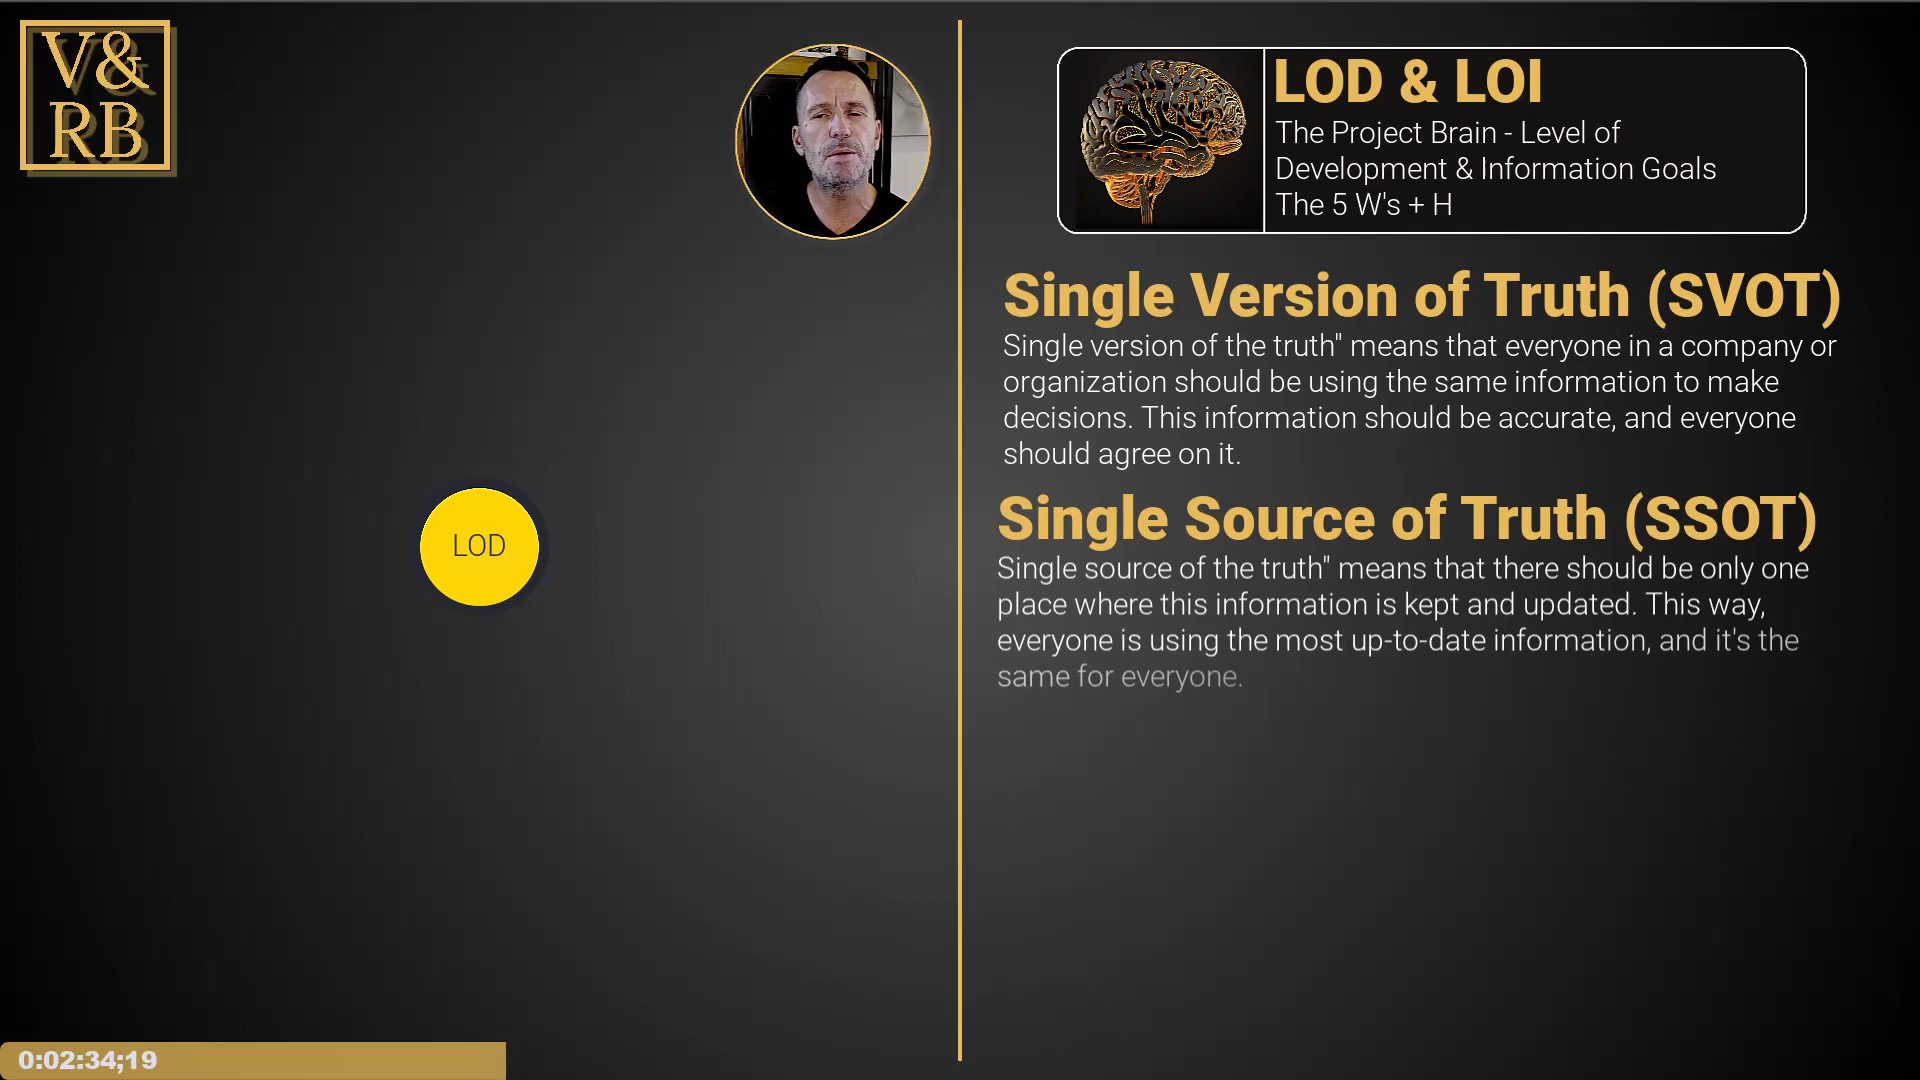 V&
RB
LOD & LOI
The Project Brain - Level of
Development & Information Goals
The 5 W's + H
Single Version of Truth (SVOT)
Single version of the truth" means that everyone in a company or
organization should be using the same information to make
decisions. This information should be accurate, and everyone
should agree on it.
Single Source of Truth (SSOT)
Single source of the truth" means that there should be only one
place where this information is kept and updated. This way,
everyone is using the most up-to-date information, and it's the
same for everyone.
LOD
0:02:34;19